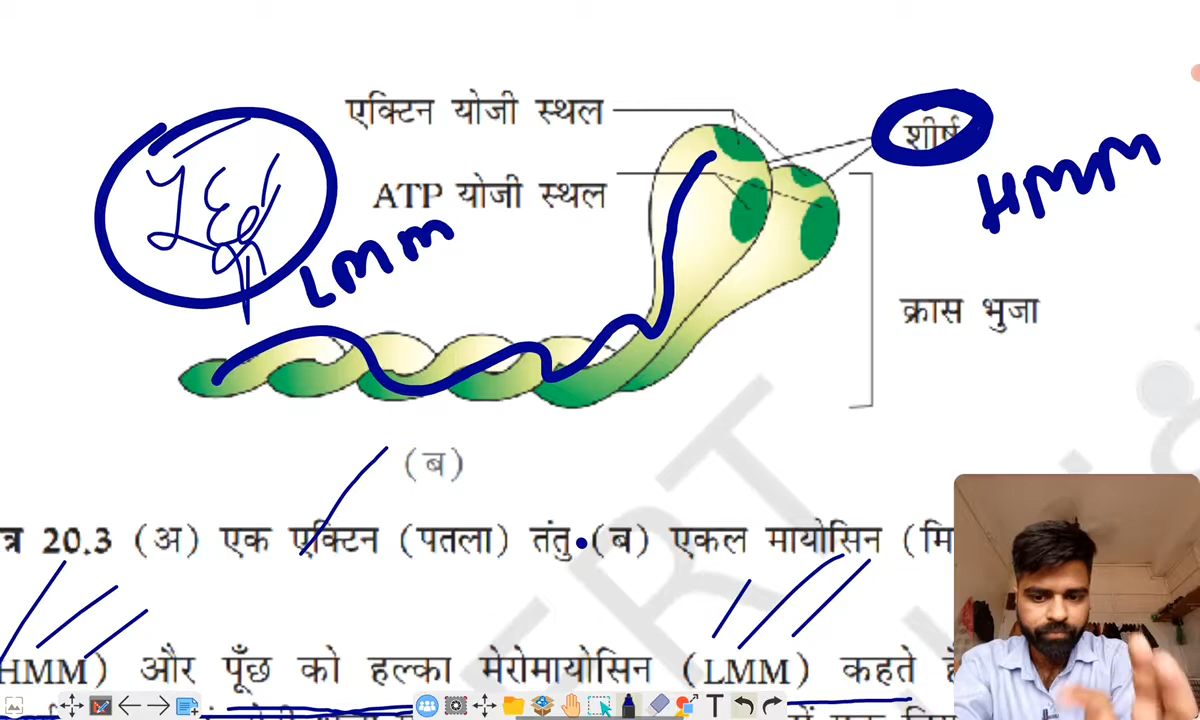 एक्टिन योजी स्थल
शीर्ष
ATP योजी स्थल
HMM
LMM
क्रास भुजा
(ब)
त्र 20.3 (अ) एक एक्टिन (पतला) तंतु (ब) एकल मायोसिन (मि
HMM) और पूँछ को हल्का मेरोमायोसिन (LMM) कहते है